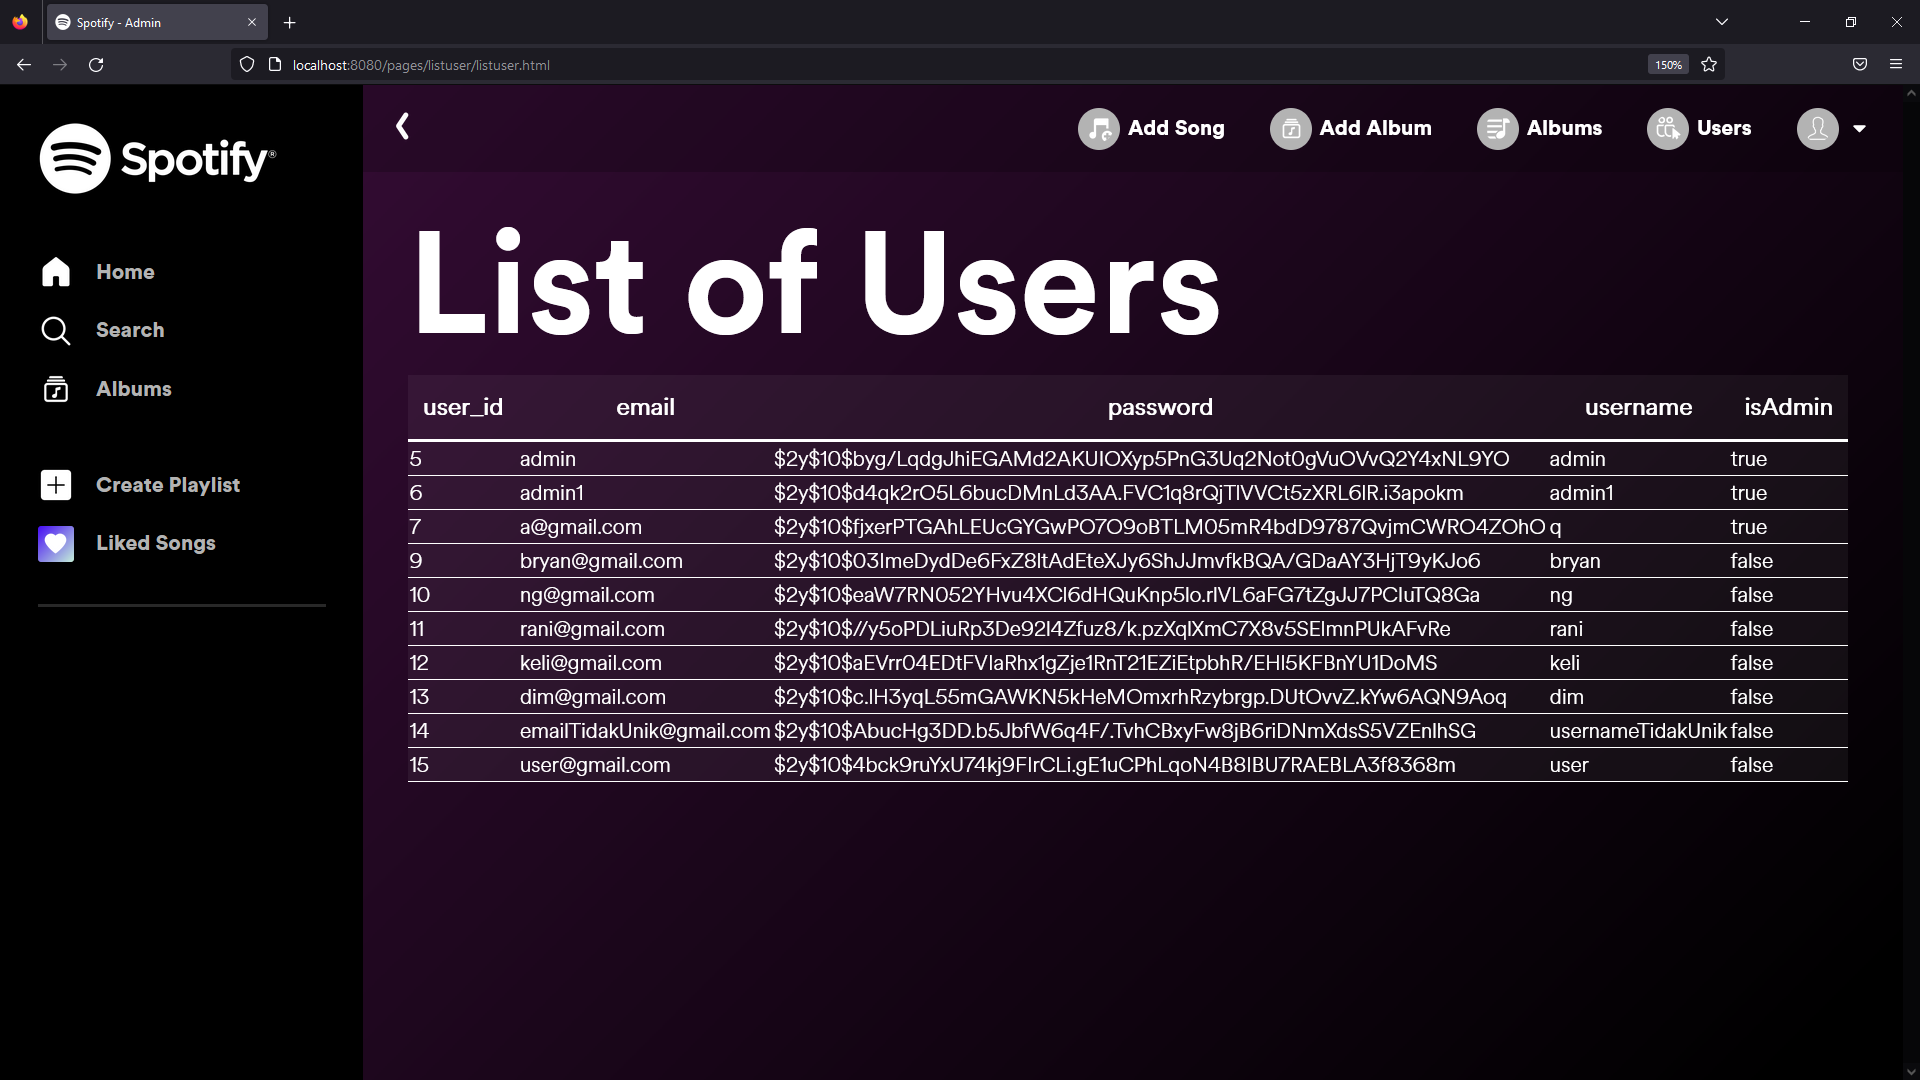 Spotify - Admin
localhost:8080/pages/listuser/listuser.html
150%
Spotify®
Add Song
Add Album
Albums
Users
Home
Search
Albums
Create Playlist
Liked Songs
List of Users
user_id email password username isAdmin
5 admin $2y$10$byg/LqdgJhiEGAMd2AKUIOXyp5PnG3Uq2Not0gVuOVvQ2Y4xNL9YO admin true
6 admin1 $2y$10$d4qk2rO5L6bucDMnLd3AA.FVC1q8rQjTlVVCt5zXRL6lR.i3apokm admin1 true
7 a@gmail.com $2y$10$fjxerPTGAhLEUcGYGwPO7O9oBTLM05mR4bdD9787QvjmCWRO4ZOhO q true
9 bryan@gmail.com $2y$10$03ImeDydDe6FxZ8ltAdEteXJy6ShJJmvfkBQA/GDaAY3HjT9yKJo6 bryan false
10 ng@gmail.com $2y$10$eaW7RN052YHvu4XCl6dHQuKnp5lo.rlVL6aFG7tZgJJ7PCluTQ8Ga ng false
11 rani@gmail.com $2y$10$//y5oPDLiuRp3De92l4Zfuz8/k.pzXqlXmC7X8v5SElmnPUkAFvRe rani false
12 keli@gmail.com $2y$10$aEVrr04EDtFVlaRhx1gZje1RnT21EZiEtpbhR/EHl5KFBnYU1DoMS keli false
13 dim@gmail.com $2y$10$c.lH3yqL55mGAWKN5kHeMOmxrhRzybrgp.DUtOvvZ.kYw6AQN9Aoq dim false
14 emailTidakUnik@gmail.com $2y$10$AbucHg3DD.b5JbfW6q4F/.TvhCBxyFw8jB6riDNmXdsS5VZEnlhSG usernameTidakUnik false
15 user@gmail.com $2y$10$4bck9ruYxU74kj9FlrCLi.gE1uCPhLqoN4B8lBU7RAEBLA3f8368m user false